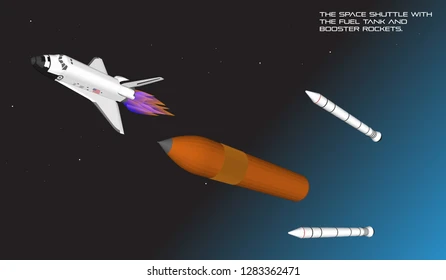 THE SPACE SHUTTLE WITH
THE FUEL TANK AND
BOOSTER ROCKETS.
shutterstock.com · 1283362471